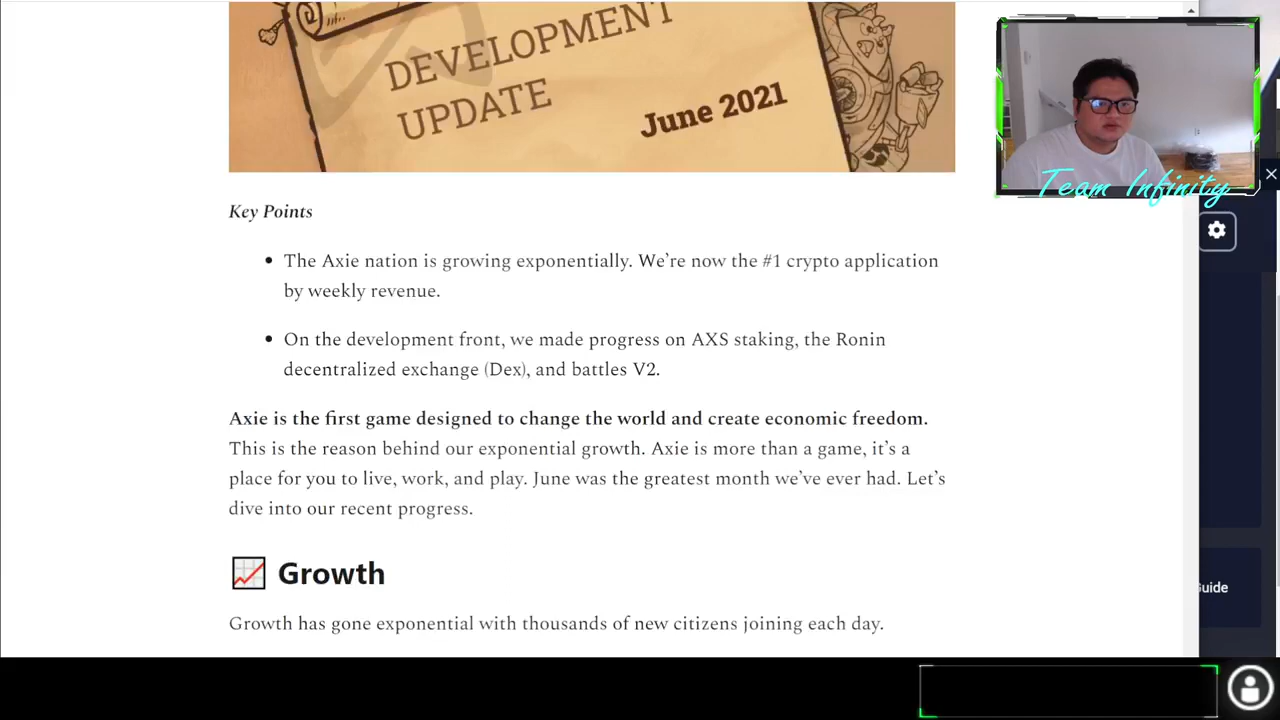 DEVELOPMENT
UPDATE
June 2021
Team Infinity
Key Points
The Axie nation is growing exponentially. We’re now the #1 crypto application
by weekly revenue.
On the development front, we made progress on AXS staking, the Ronin
decentralized exchange (Dex), and battles V2.
Axie is the first game designed to change the world and create economic freedom.
This is the reason behind our exponential growth. Axie is more than a game, it’s a
place for you to live, work, and play. June was the greatest month we’ve ever had. Let’s
dive into our recent progress.
📈 Growth
Guide
Growth has gone exponential with thousands of new citizens joining each day.